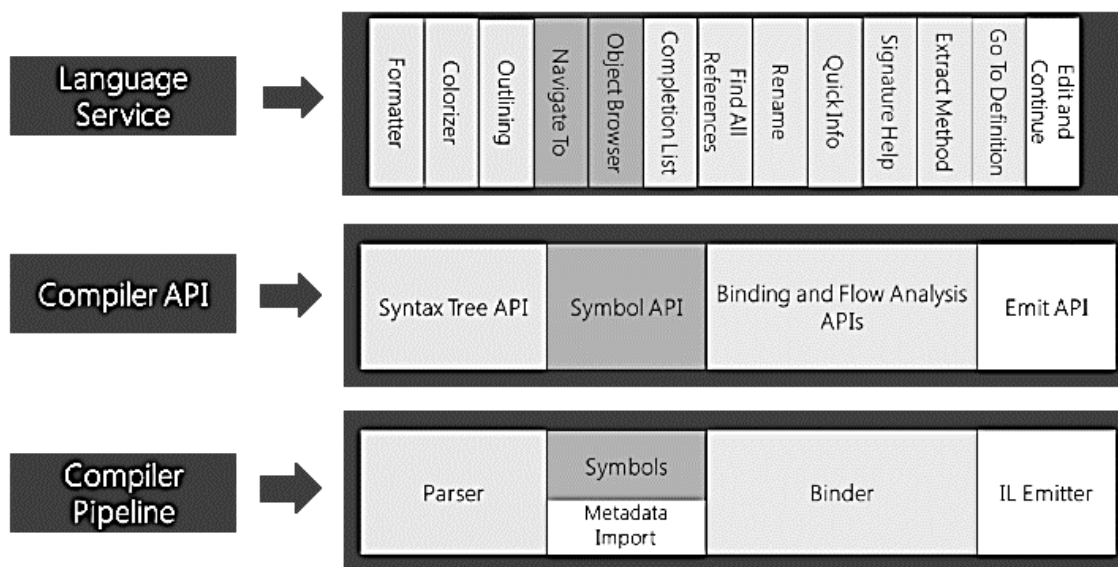 Language
Service
Formatter
Colorizer
Outlining
Navigate To
Object Browser
Completion List
Find All
References
Rename
Quick Info
Signature Help
Extract Method
Go To Definition
Edit and
Continue
Compiler API
Syntax Tree API
Symbol API
Binding and Flow Analysis
APIs
Emit API
Compiler
Pipeline
Parser
Symbols
Metadata
Import
Binder
IL Emitter